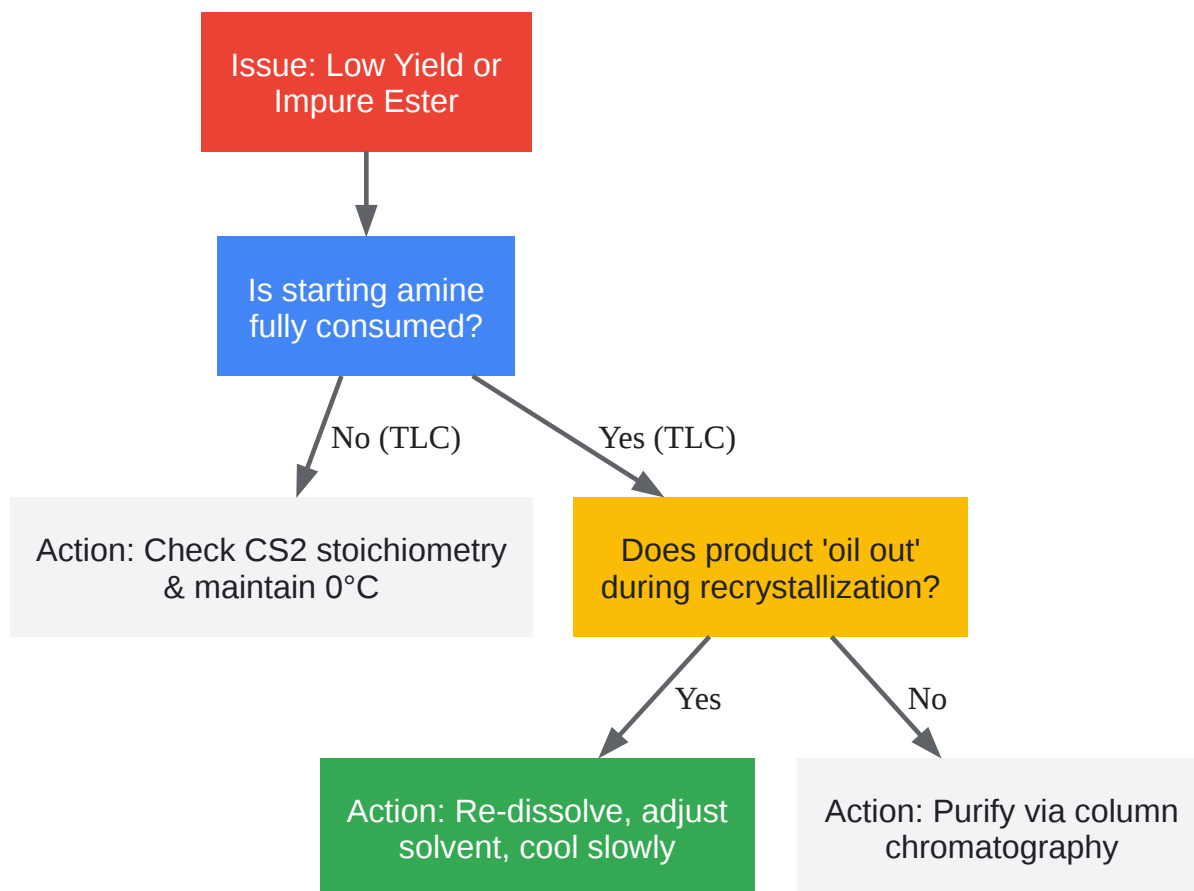 Issue: Low Yield or
Impure Ester
Is starting amine
fully consumed?
No (TLC)
Yes (TLC)
Action: Check CS2 stoichiometry
& maintain 0°C
Does product 'oil out'
during recrystallization?
Yes
No
Action: Re-dissolve, adjust
solvent, cool slowly
Action: Purify via column
chromatography